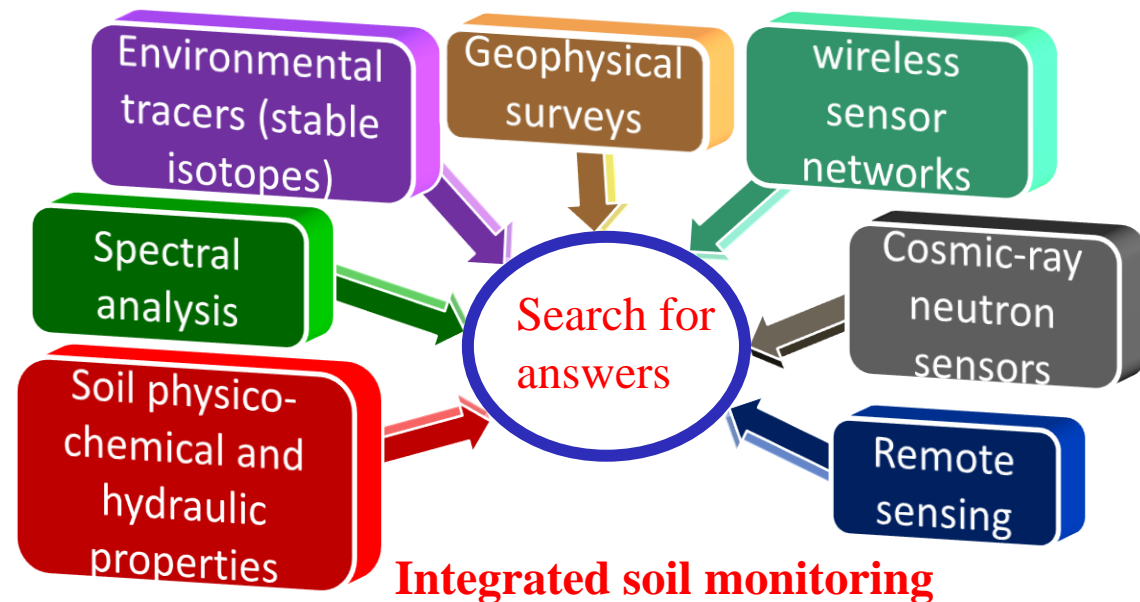 Environmental
tracers (stable
isotopes)
Geophysical
surveys
wireless
sensor
networks
Spectral
analysis
Search for
answers
Cosmic-ray
neutron
sensors
Soil physico-
chemical and
hydraulic
properties
Remote
sensing
Integrated soil monitoring